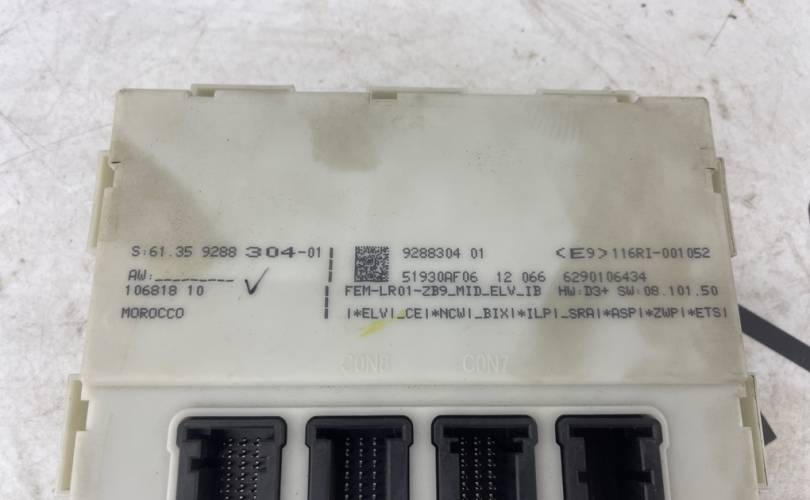 S:61.35 9288 304-01 9288304 01 <E9>116RI-001052
AW:_________ 51930AF06 12 066 6290106434
106818 10 FEM-LR01-ZB9_MID_ELV_IB HW:D3+ SW:08.101.50
MOROCCO |*ELV|_CE|*NCW|_BIX|*ILP|_SRA|*ASP|*ZWP|*ETS|
CON8 CON7